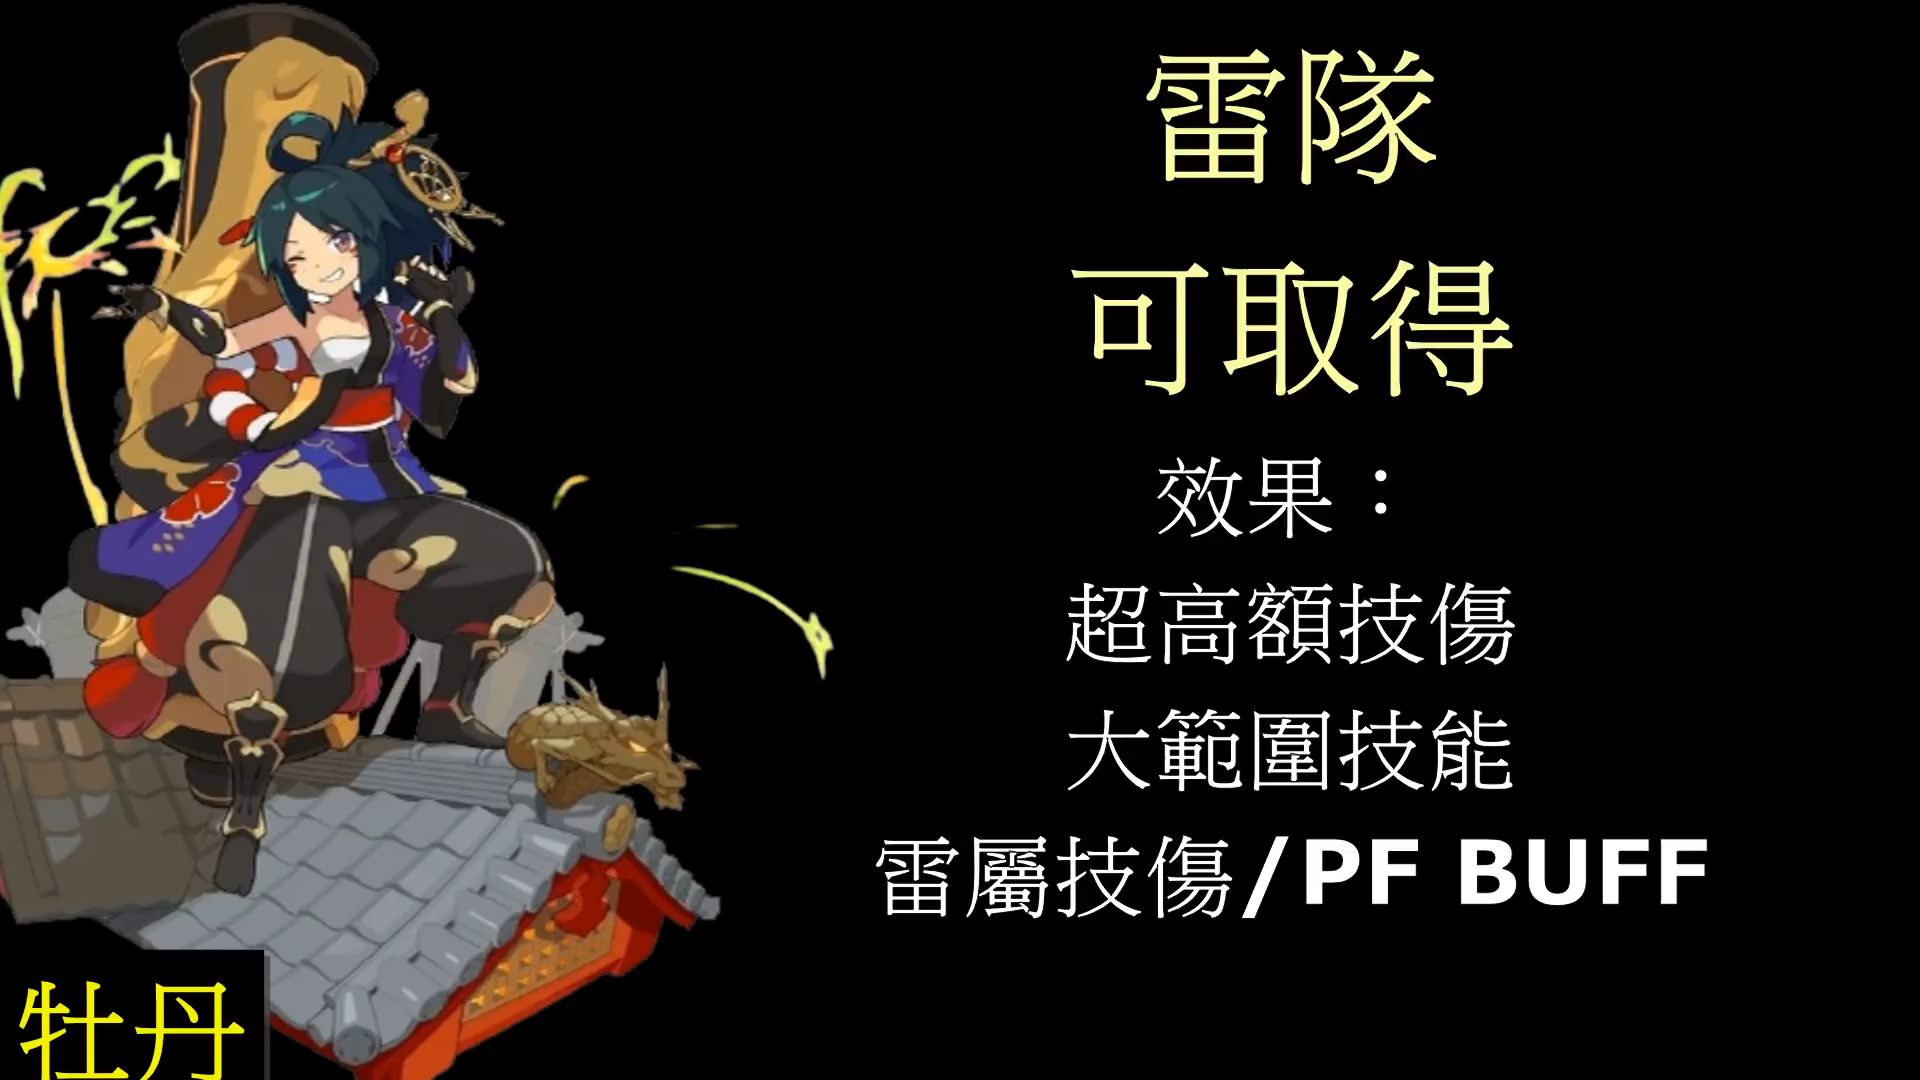 雷隊
可取得
效果：
超高額技傷
大範圍技能
雷屬技傷/PF BUFF
牡丹